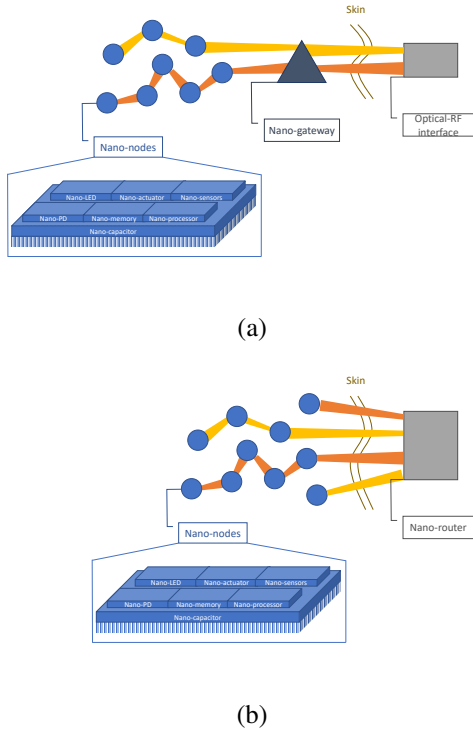 Skin
Nano-gateway
Optical-RF
interface
Nano-nodes
Nano-LED Nano-actuator Nano-sensors
Nano-PD Nano-memory Nano-processor
Nano-capacitor
(a)
Skin
Nano-router
Nano-nodes
Nano-LED Nano-actuator Nano-sensors
Nano-PD Nano-memory Nano-processor
Nano-capacitor
(b)